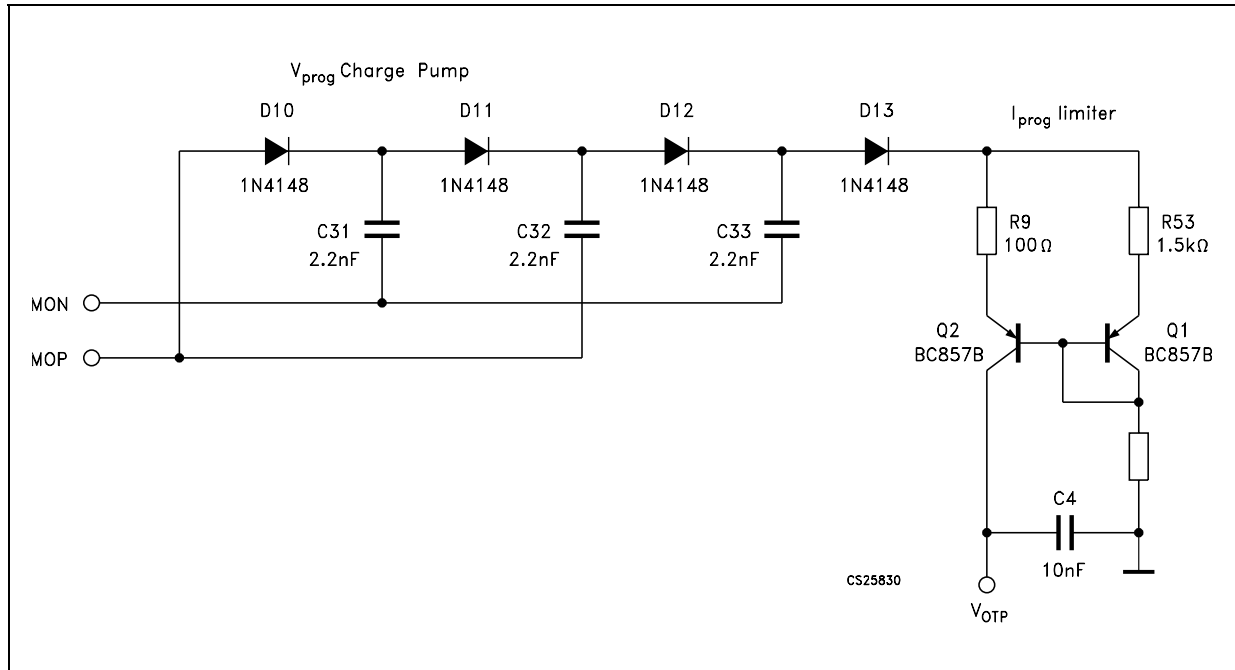 Vprog Charge Pump
D10 D11 D12 D13 Iprog limiter
1N4148 1N4148 1N4148 1N4148
C31 C32 C33 R9 R53
2.2nF 2.2nF 2.2nF 100Ω 1.5kΩ
MON
MOP
Q2 Q1
BC857B BC857B
C4
10nF
CS25830
VOTP